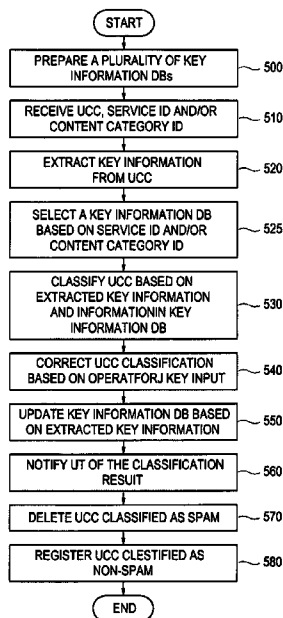 START
PREPARE A PLURALITY OF KEY
INFORMATION DBs
500
RECEIVE UCC, SERVICE ID AND/OR
CONTENT CATEGORY ID
510
EXTRACT KEY INFORMATION
FROM UCC
520
SELECT A KEY INFORMATION DB
BASED ON SERVICE ID AND/OR
CONTENT CATEGORY ID
525
CLASSIFY UCC BASED ON
EXTRACTED KEY INFORMATION
AND INFORMATIONIN KEY
INFORMATION DB
530
CORRECT UCC CLASSIFICATION
BASED ON OPERATFORJ KEY INPUT
540
UPDATE KEY INFORMATION DB BASED
ON EXTRACTED KEY INFORMATION
550
NOTIFY UT OF THE CLASSIFICATION
RESUIT
560
DELETE UCC CLASSIFIED AS SPAM
570
REGISTER UCC CLESTIFIED AS
NON-SPAM
580
END